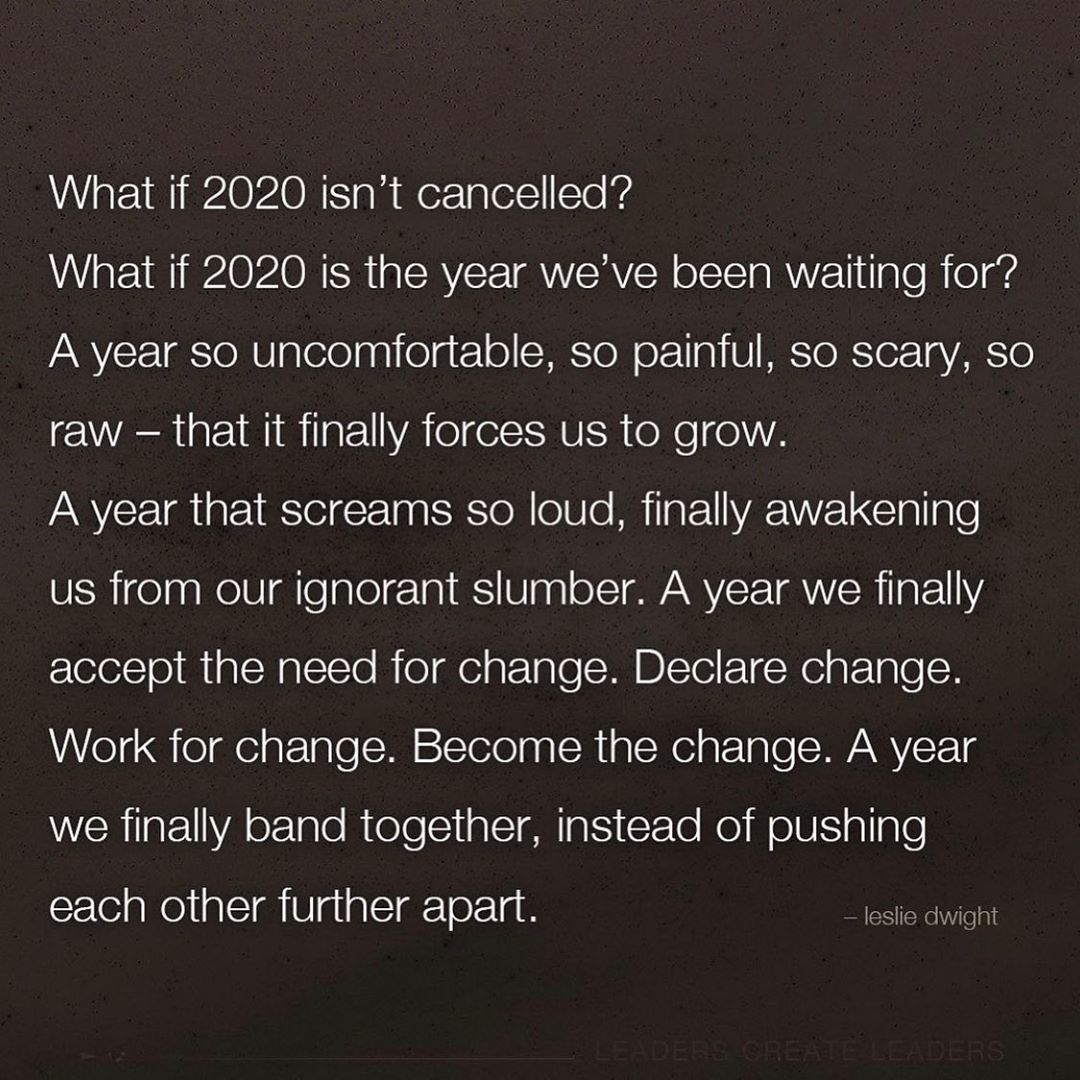 What if 2020 isn’t cancelled?
What if 2020 is the year we’ve been waiting for?
A year so uncomfortable, so painful, so scary, so
raw – that it finally forces us to grow.
A year that screams so loud, finally awakening
us from our ignorant slumber. A year we finally
accept the need for change. Declare change.
Work for change. Become the change. A year
we finally band together, instead of pushing
each other further apart.
– leslie dwight
LEADERS CREATE LEADERS